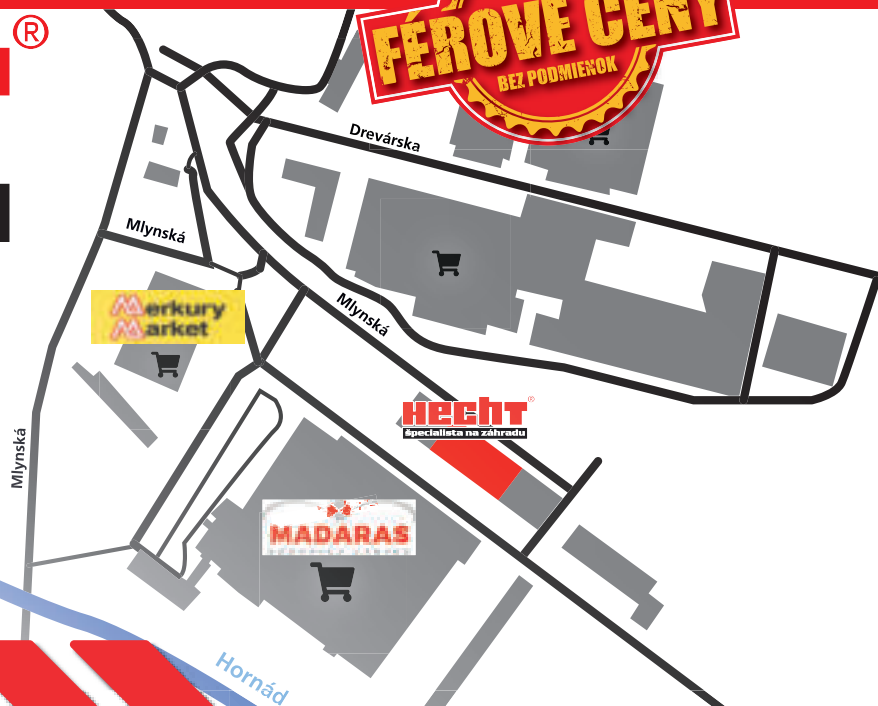 ®
FÉROVÉ CENY
BEZ PODMIENOK
Drevárska
Mlynská
Merkury
Market
Mlynská
HECHT®
špecialista na záhradu
Mlynská
MADARAS
Hornád